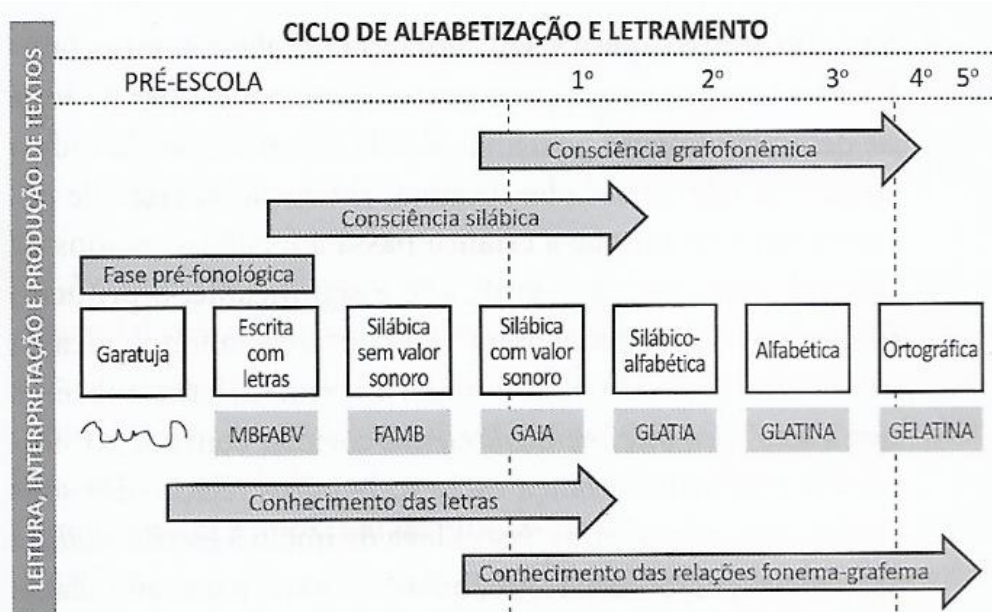 CICLO DE ALFABETIZAÇÃO E LETRAMENTO
LEITURA, INTERPRETAÇÃO E PRODUÇÃO DE TEXTOS
PRÉ-ESCOLA 1º 2º 3º 4º 5º
Consciência grafofonêmica
Consciência silábica
Fase pré-fonológica
Garatuja
Escrita
com
letras
Silábica
sem valor
sonoro
Silábica
com valor
sonoro
Silábico-
alfabética
Alfabética
Ortográfica
MBFABV
FAMB
GAIA
GLATIA
GLATINA
GELATINA
Conhecimento das letras
Conhecimento das relações fonema-grafema